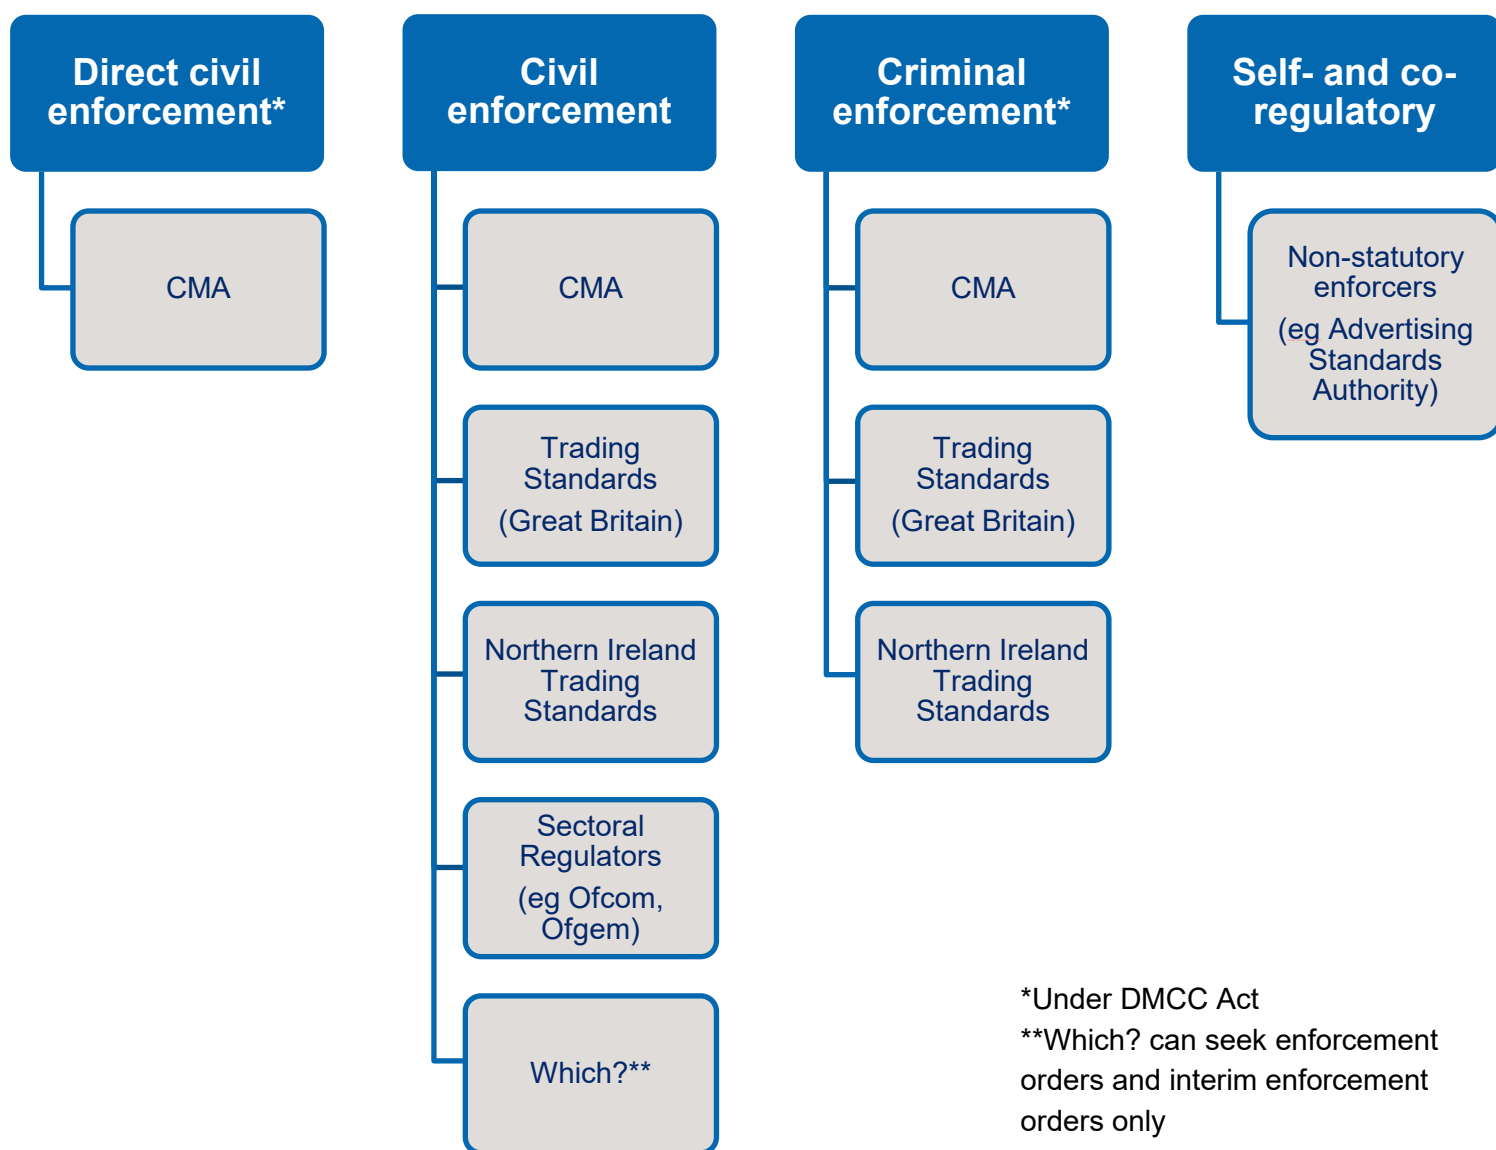 Direct civil
enforcement*
CMA
Civil
enforcement
CMA
Trading
Standards
(Great Britain)
Northern Ireland
Trading
Standards
Sectoral
Regulators
(eg Ofcom,
Ofgem)
Which?**
Criminal
enforcement*
CMA
Trading
Standards
(Great Britain)
Northern Ireland
Trading
Standards
Self- and co-
regulatory
Non-statutory
enforcers
(eg Advertising
Standards
Authority)
*Under DMCC Act
**Which? can seek enforcement
orders and interim enforcement
orders only